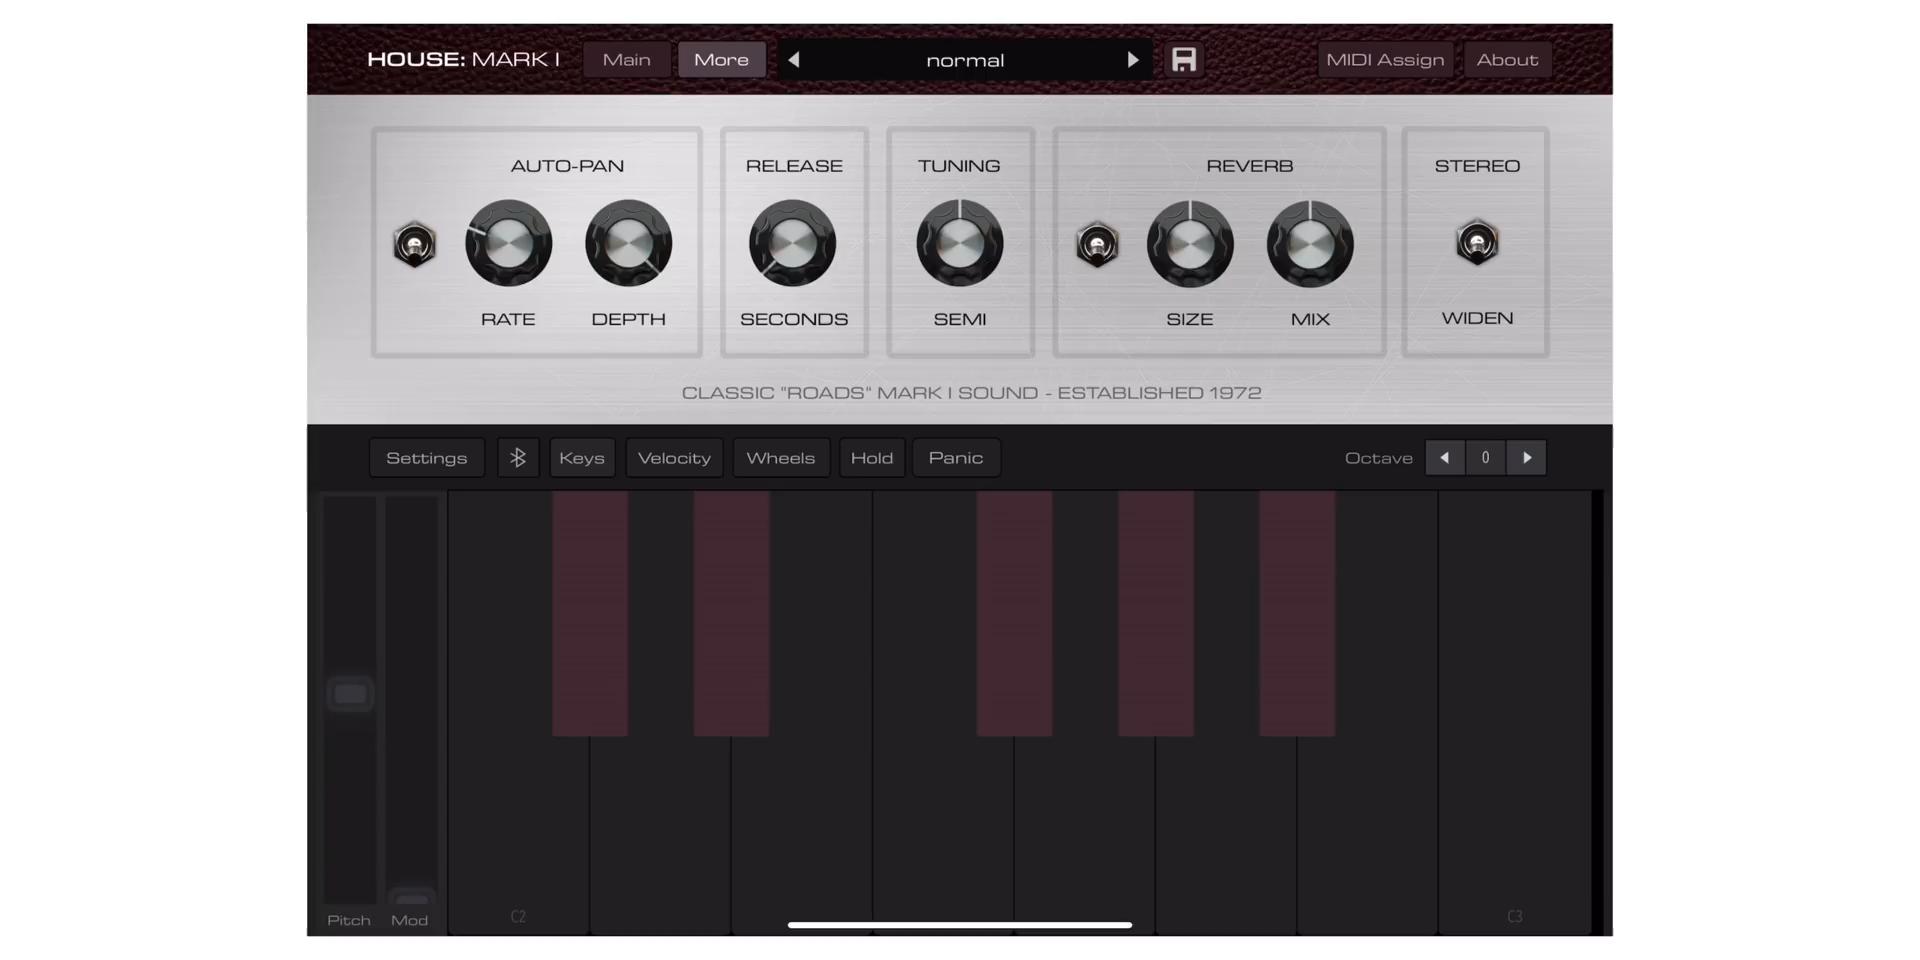 HOUSE: MARK I Main More normal MIDI Assign About
AUTO-PAN RELEASE TUNING REVERB STEREO
RATE DEPTH SECONDS SEMI SIZE MIX WIDEN
CLASSIC "ROADS" MARK I SOUND - ESTABLISHED 1972
Settings Keys Velocity Wheels Hold Panic Octave 0
Pitch Mod C2 C3